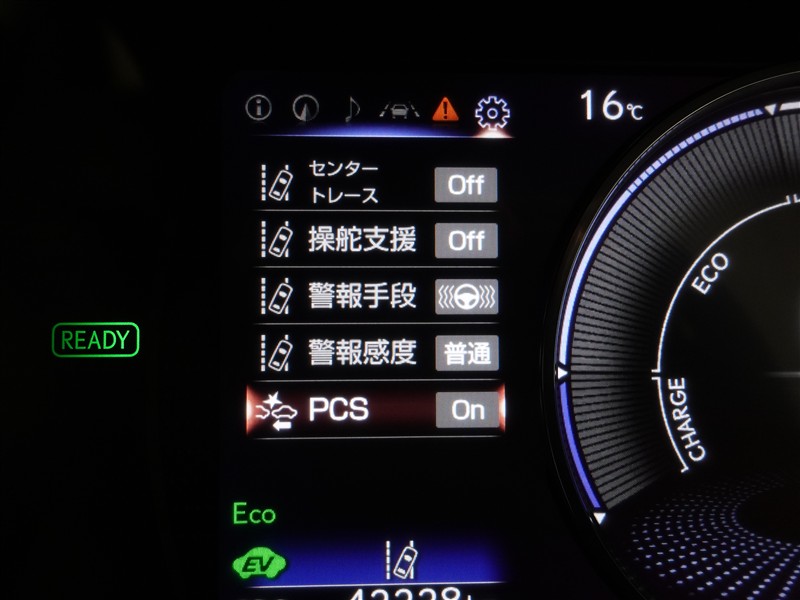 16℃
センター
トレース
Off
操舵支援
Off
警報手段
警報感度
普通
PCS
On
READY
ECO
CHARGE
Eco
EV